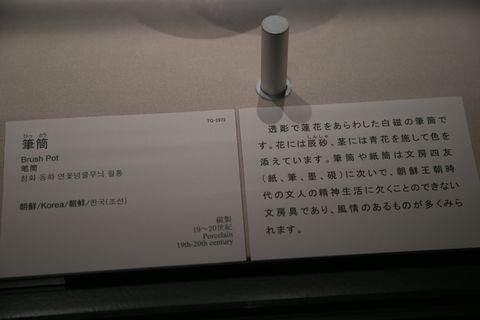 TG-2972
ひっ とう
筆筒
Brush Pot
笔筒
청화 동화 연꽃넝쿨무늬 필통
朝鮮/Korea/朝鲜/한국(조선)
磁製
19～20世紀
Porcelain
19th-20th century
透彫で蓮花をあらわした白磁の筆筒で
しんしゃ
す。花には辰砂、茎には青花を施して色を
添えています。筆筒や紙筒は文房四友
(紙、筆、墨、硯)に次いで、朝鮮王朝時
代の文人の精神生活に欠くことのできない
文房具であり、風情のあるものが多くみら
れます。